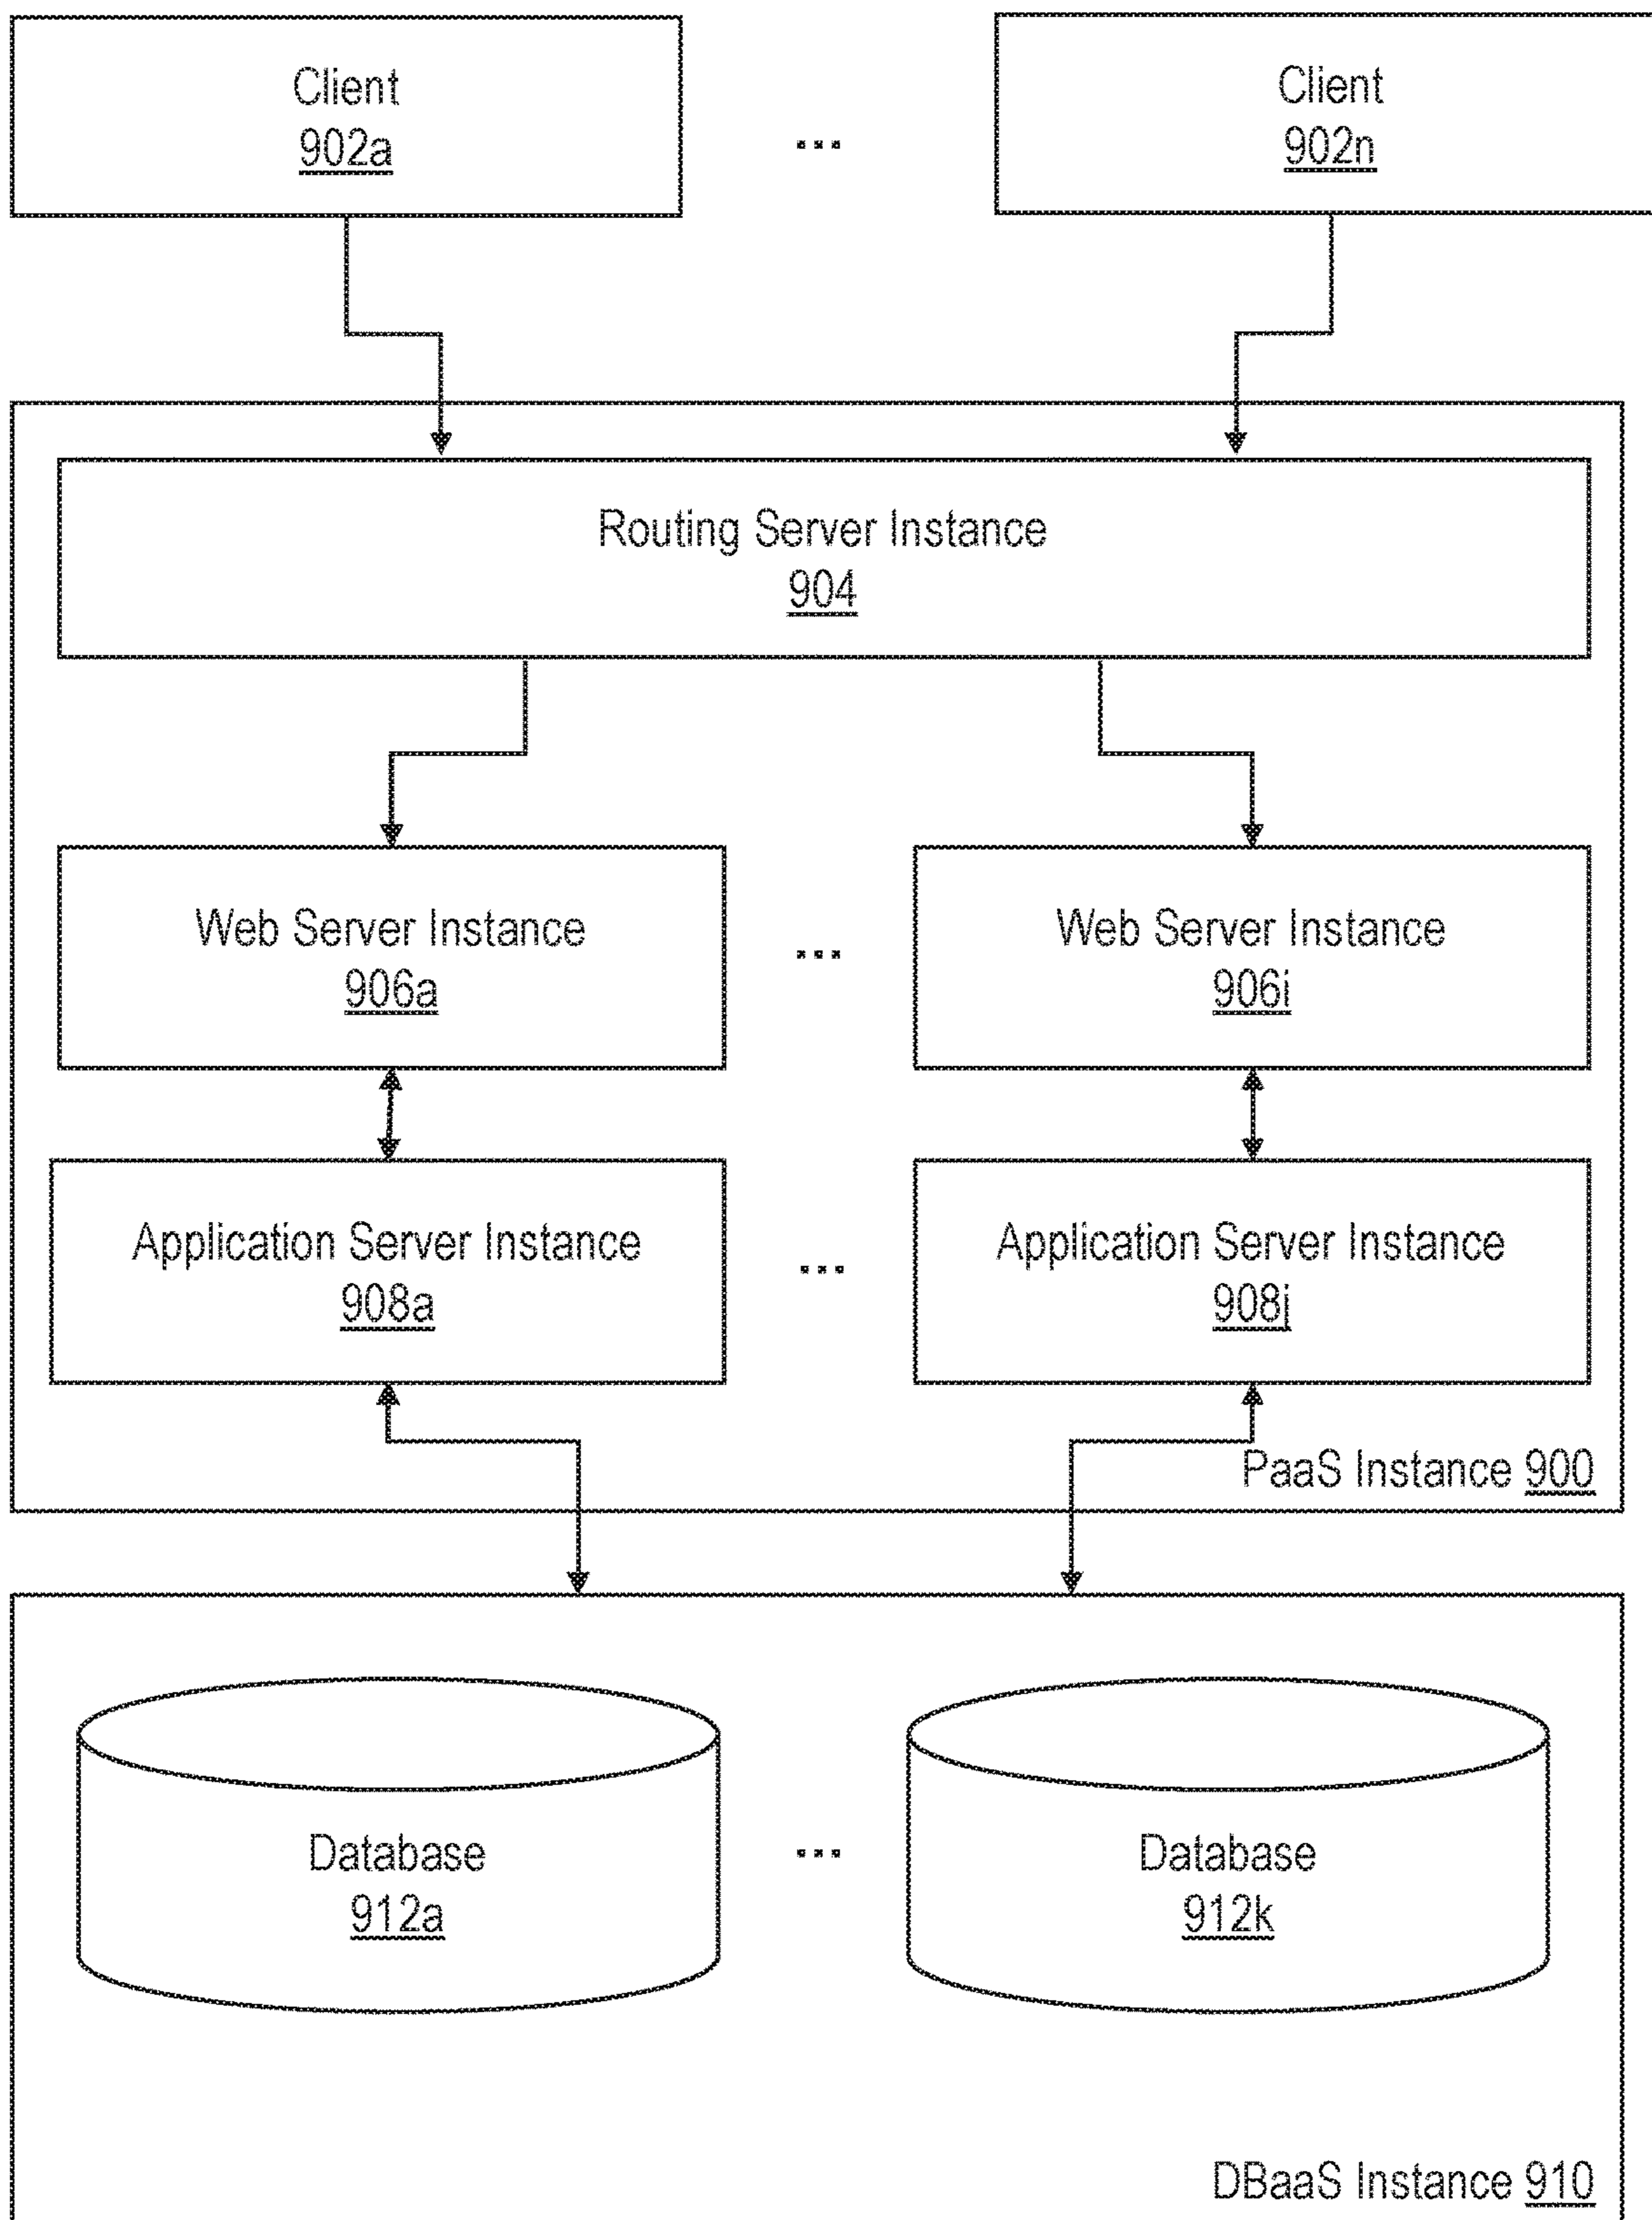 Client
902a
...
Client
902n
Routing Server Instance
904
Web Server Instance
906a
...
Web Server Instance
906i
Application Server Instance
908a
...
Application Server Instance
908j
PaaS Instance 900
Database
912a
...
Database
912k
DBaaS Instance 910